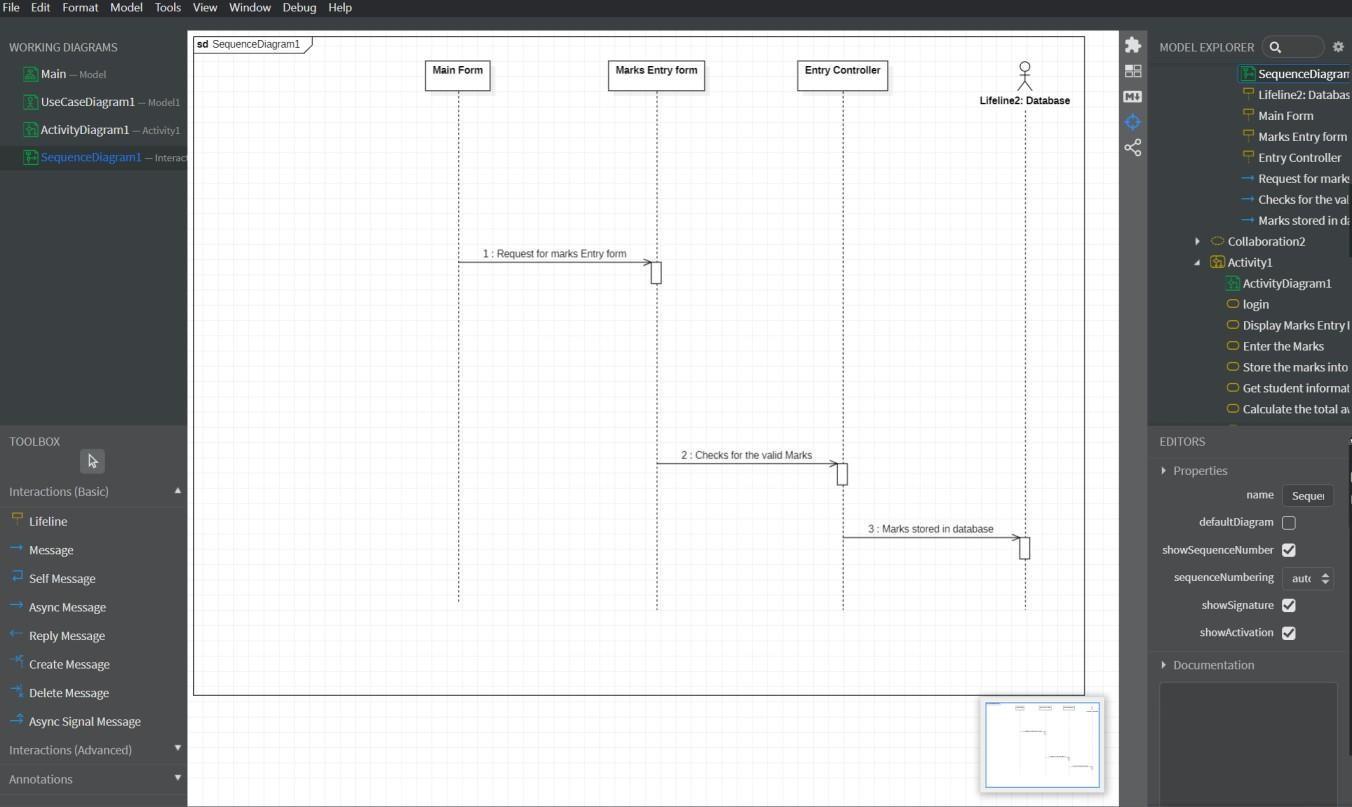 File Edit Format Model Tools View Window Debug Help
WORKING DIAGRAMS
Main — Model
UseCaseDiagram1 — Model1
ActivityDiagram1 — Activity1
SequenceDiagram1 — Interac
TOOLBOX
Interactions (Basic)
Lifeline
Message
Self Message
Async Message
Reply Message
Create Message
Delete Message
Async Signal Message
Interactions (Advanced)
Annotations
sd SequenceDiagram1
Main Form
Marks Entry form
Entry Controller
Lifeline2: Database
1 : Request for marks Entry form
2 : Checks for the valid Marks
3 : Marks stored in database
MODEL EXPLORER
SequenceDiagram
Lifeline2: Databas
Main Form
Marks Entry form
Entry Controller
Request for marks
Checks for the val
Marks stored in da
Collaboration2
Activity1
ActivityDiagram1
login
Display Marks Entry
Enter the Marks
Store the marks into
Get student informat
Calculate the total
EDITORS
Properties
name Sequen
defaultDiagram
showSequenceNumber
sequenceNumbering auto
showSignature
showActivation
Documentation